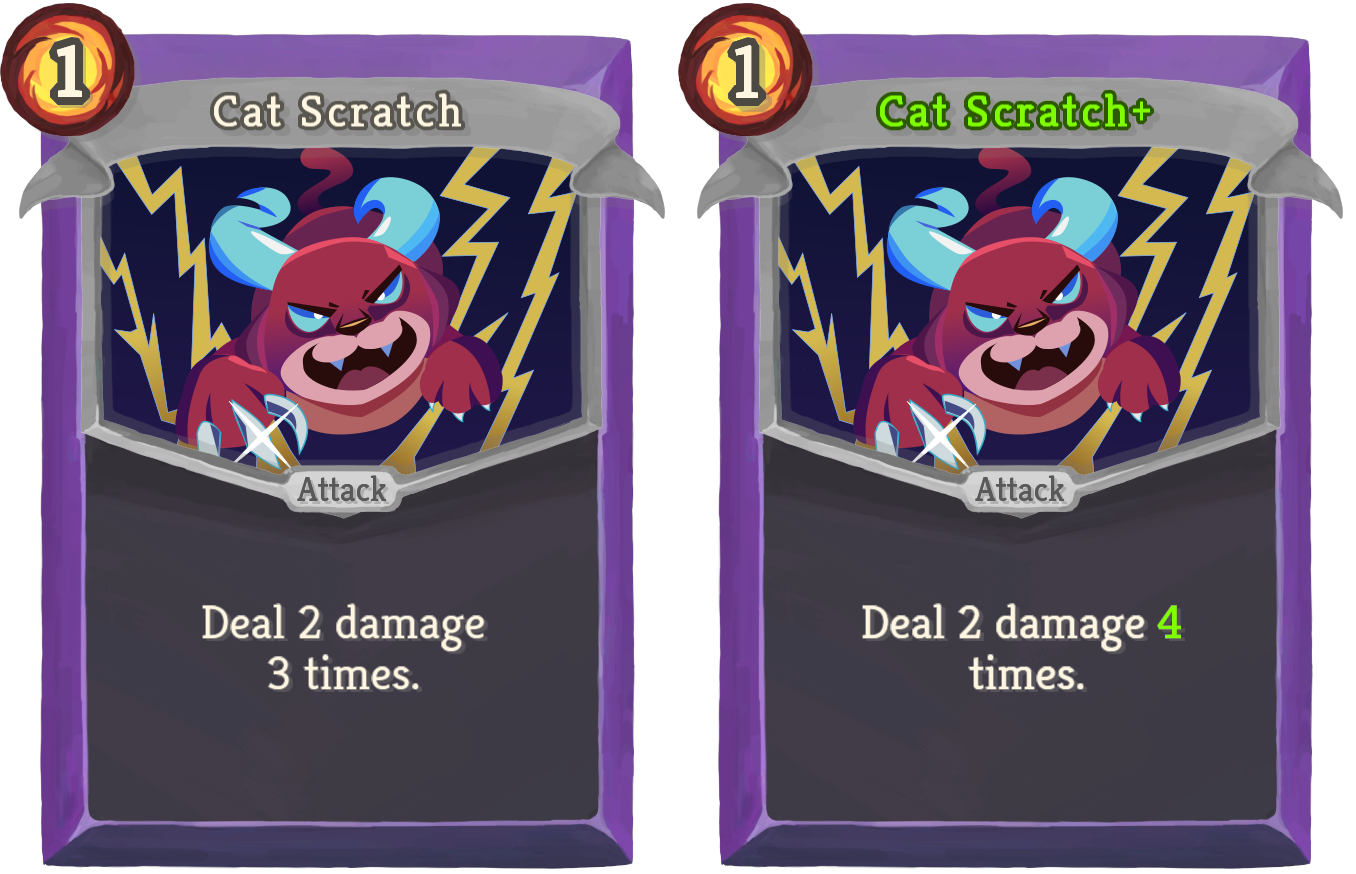 1
Cat Scratch
Attack
Deal 2 damage
3 times.
1
Cat Scratch+
Attack
Deal 2 damage 4
times.